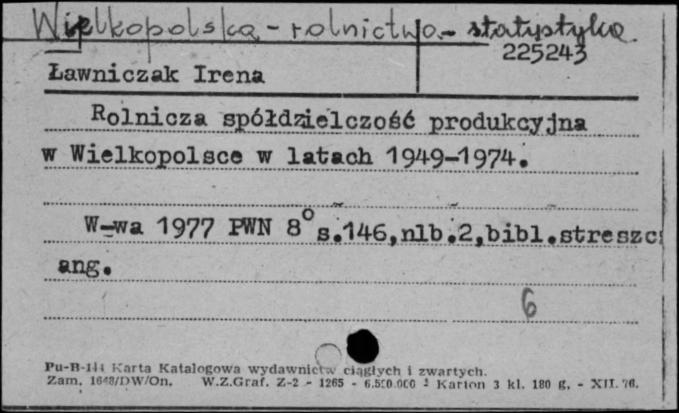 Wielkopolska - rolnictwo - statystyka
225243
Ławniczak Irena
Rolnicza spółdzielczość produkcyjna
w Wielkopolsce w latach 1949-1974.
W-wa 1977 PWN 8° s.146,nlb.2,bibl.streszc
ang.
6
Pu-B-144 Karta Katalogowa wydawnictw ciągłych i zwartych.
Zam. 1648/DW/On. W.Z.Graf. Z-2 - 1265 - 6.500.000 Karton 3 kl. 180 g. - XII. 76.